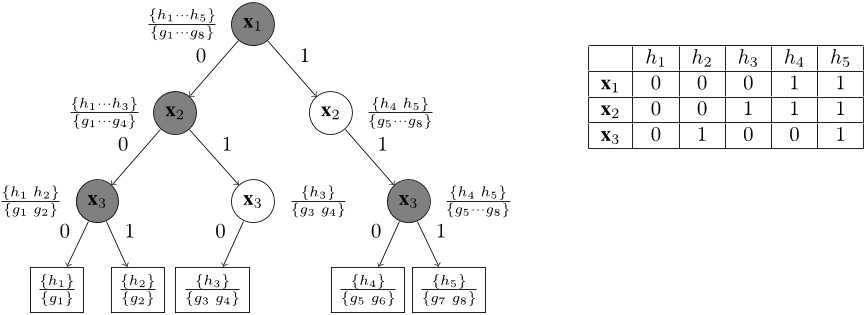 {h₁⋯h₅}
{g₁⋯g₈}
x₁
0 1
{h₁⋯h₃}
{g₁⋯g₄}
x₂
x₂
{h₄ h₅}
{g₅⋯g₈}
0 1 1
{h₁ h₂}
{g₁ g₂}
x₃
x₃
{h₃}
{g₃ g₄}
x₃
{h₄ h₅}
{g₅⋯g₈}
0 1 0 0 1
{h₁}
{g₁}
{h₂}
{g₂}
{h₃}
{g₃ g₄}
{h₄}
{g₅ g₆}
{h₅}
{g₇ g₈}
h₁ h₂ h₃ h₄ h₅
x₁ 0 0 0 1 1
x₂ 0 0 1 1 1
x₃ 0 1 0 0 1